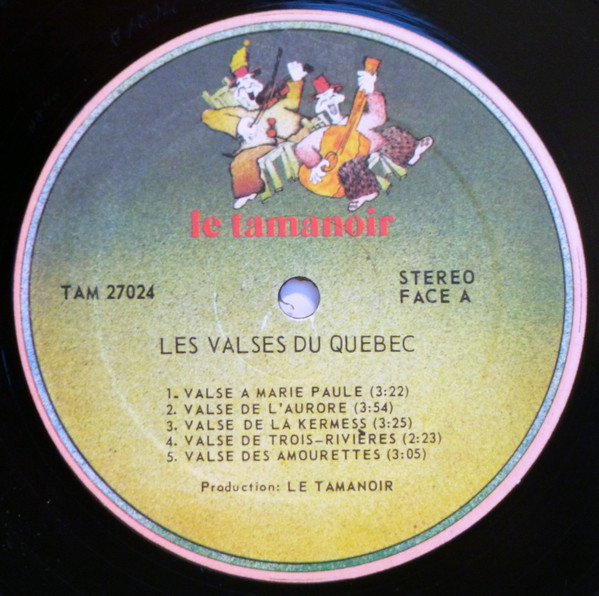 le tamanoir
TAM 27024
STEREO
FACE A
LES VALSES DU QUEBEC
1. VALSE A MARIE PAULE (3:22)
2. VALSE DE L'AURORE (3:54)
3. VALSE DE LA KERMESS (3:25)
4. VALSE DE TROIS-RIVIÈRES (2:23)
5. VALSE DES AMOURETTES (3:05)
Production: LE TAMANOIR